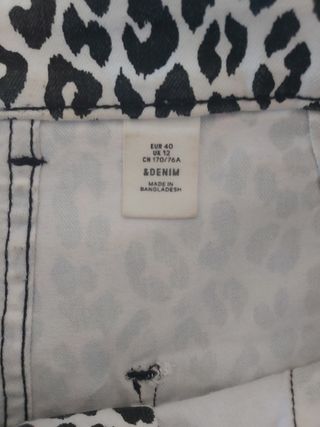 EUR 40
UK 12
CN 170/76A
&DENIM
MADE IN
BANGLADESH